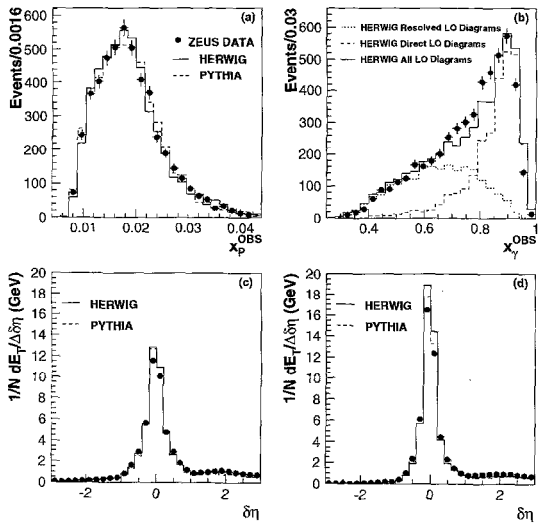 Events/0.0016
600
500
400
300
200
100
0
(a)
ZEUS DATA
HERWIG
PYTHIA
0.01 0.02 0.03 0.04
x_P^OBS
Events/0.03
600
500
400
300
200
100
0
(b)
HERWIG Resolved LO Diagrams
HERWIG Direct LO Diagrams
HERWIG All LO Diagrams
0.4 0.6 0.8 1
x_γ^OBS
1/N dE_T/Δδη (GeV)
20
18
16
14
12
10
8
6
4
2
0
(c)
HERWIG
PYTHIA
-2 0 2
δη
1/N dE_T/Δδη (GeV)
20
18
16
14
12
10
8
6
4
2
0
(d)
HERWIG
PYTHIA
-2 0 2
δη